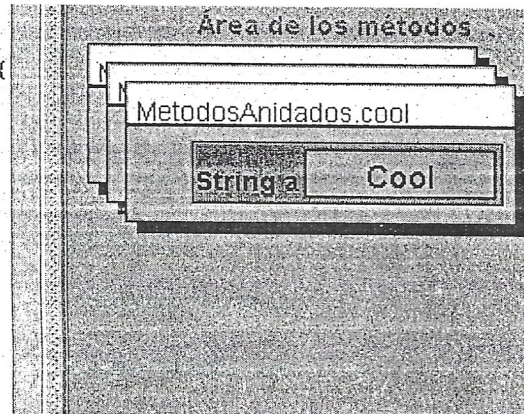 Área de los métodos
{
N
N
MetodosAnidados.cool
String a Cool